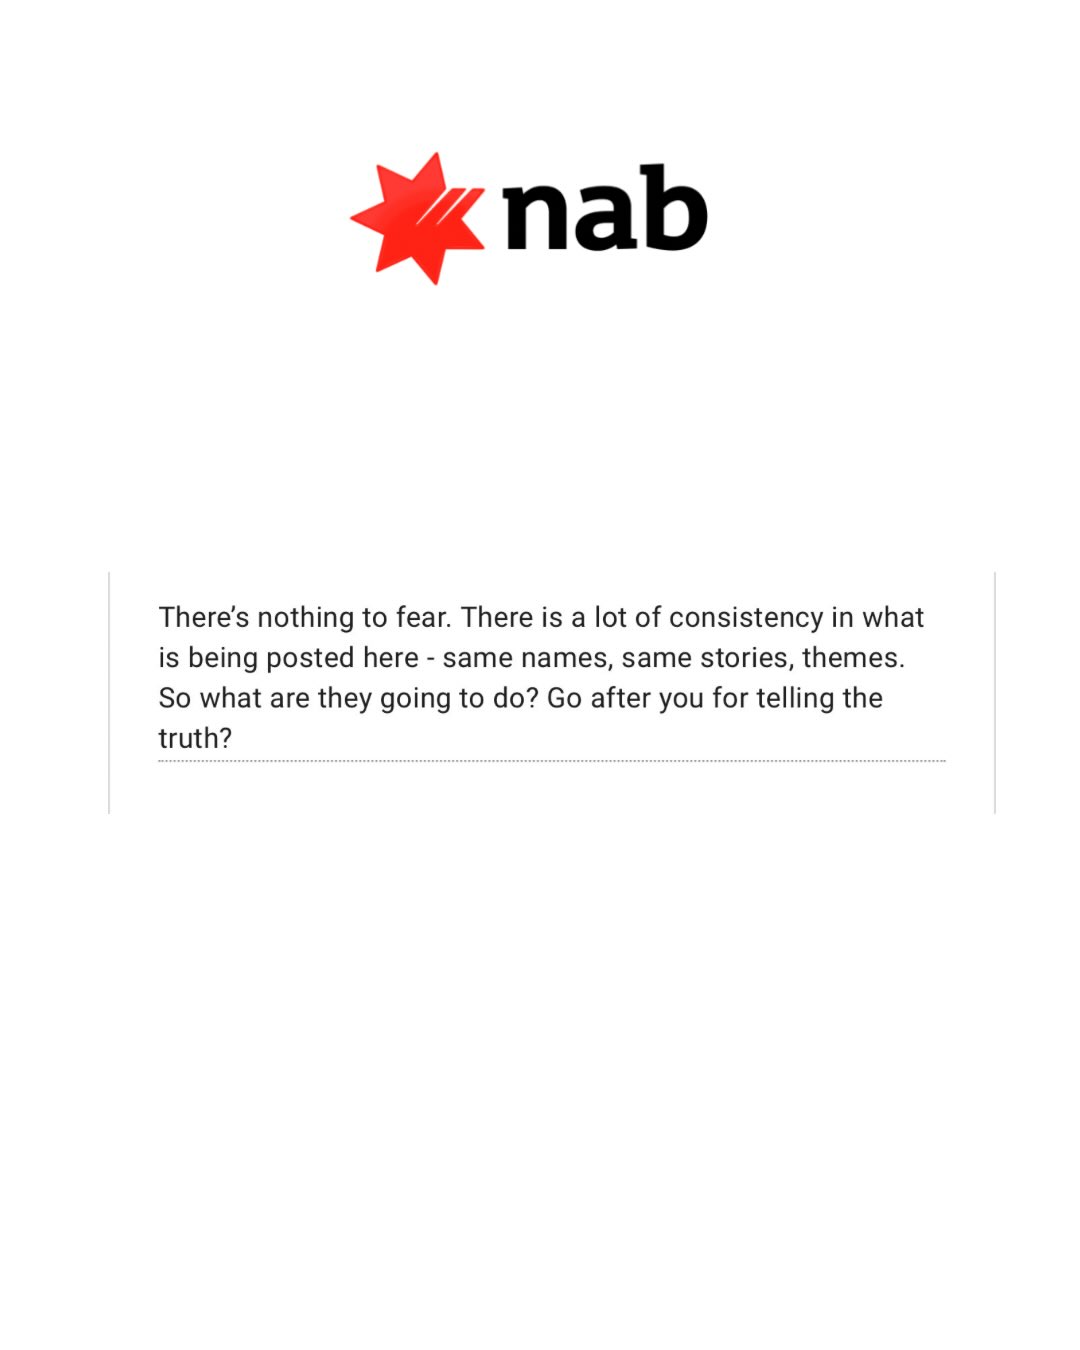 nab
There’s nothing to fear. There is a lot of consistency in what
is being posted here - same names, same stories, themes.
So what are they going to do? Go after you for telling the
truth?